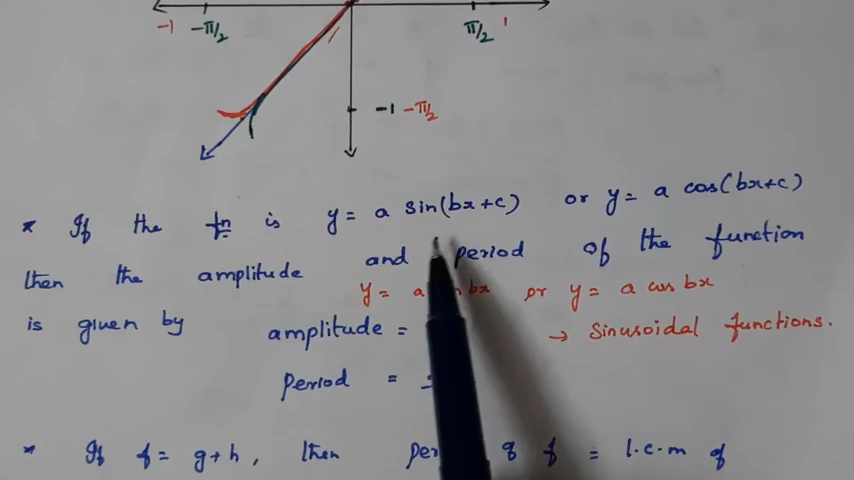 -1 -π/2 π/2 1
-1 -π/2
* If the fn is y = a sin(bx+c) or y = a cos(bx+c)
then the amplitude and period of the function
y = a bx or y = a cos bx
is given by amplitude = → Sinusoidal functions.
Period =
* If f = g+h, then of f = l.c.m of